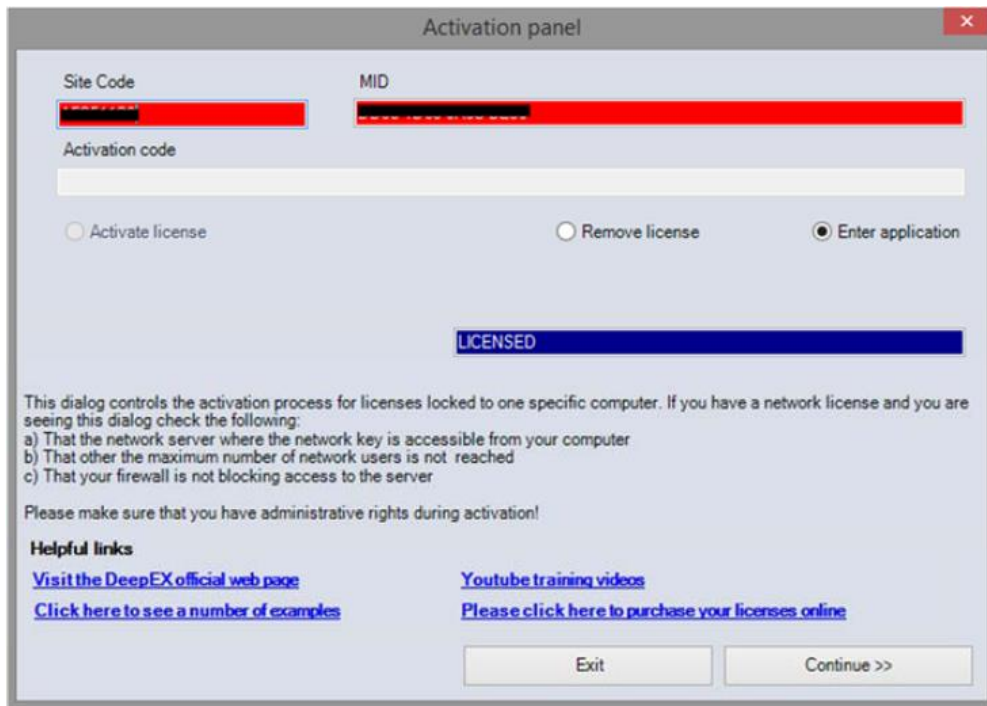 Activation panel
Site Code MID
Activation code
Activate license Remove license Enter application
LICENSED
This dialog controls the activation process for licenses locked to one specific computer. If you have a network license and you are
seeing this dialog check the following:
a) That the network server where the network key is accessible from your computer
b) That other the maximum number of network users is not reached
c) That your firewall is not blocking access to the server
Please make sure that you have administrative rights during activation!
Helpful links
Visit the DeepEX official web page Youtube training videos
Click here to see a number of examples Please click here to purchase your licenses online
Exit Continue >>